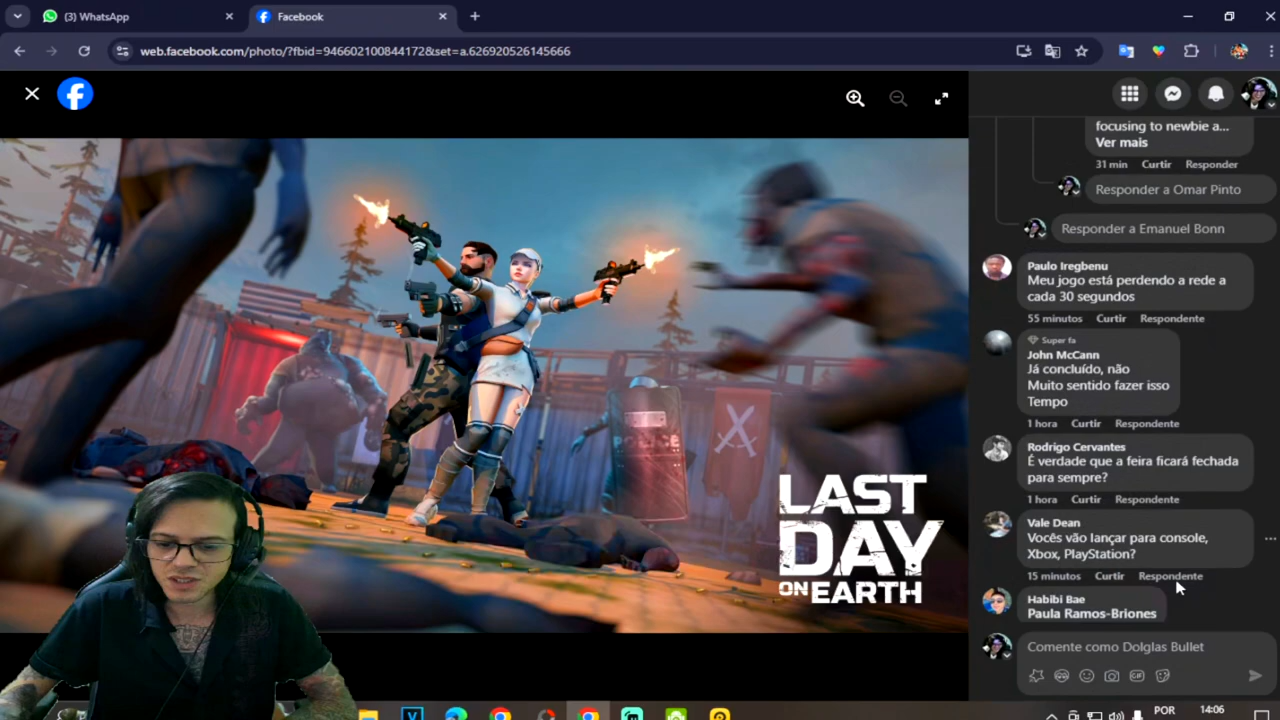 (3) WhatsApp
Facebook
web.facebook.com/photo/?fbid=946602100844172&set=a.626920526145666
focusing to newbie a...
Ver mais
31 min Curtir Responder
Responder a Omar Pinto
Responder a Emanuel Bonn
Paulo Iregbenu
Meu jogo está perdendo a rede a
cada 30 segundos
55 minutos Curtir Respondente
Super fa
John McCann
Já concluído, não
Muito sentido fazer isso
Tempo
1 hora Curtir Respondente
Rodrigo Cervantes
É verdade que a feira ficará fechada
para sempre?
1 hora Curtir Respondente
Vale Dean
Vocês vão lançar para console,
Xbox, PlayStation?
15 minutos Curtir Respondente
Habibi Bae
Paula Ramos-Briones
Comente como Dolglas Bullet
GIF
POLICE
LAST
DAY
ON EARTH
POR
14:06